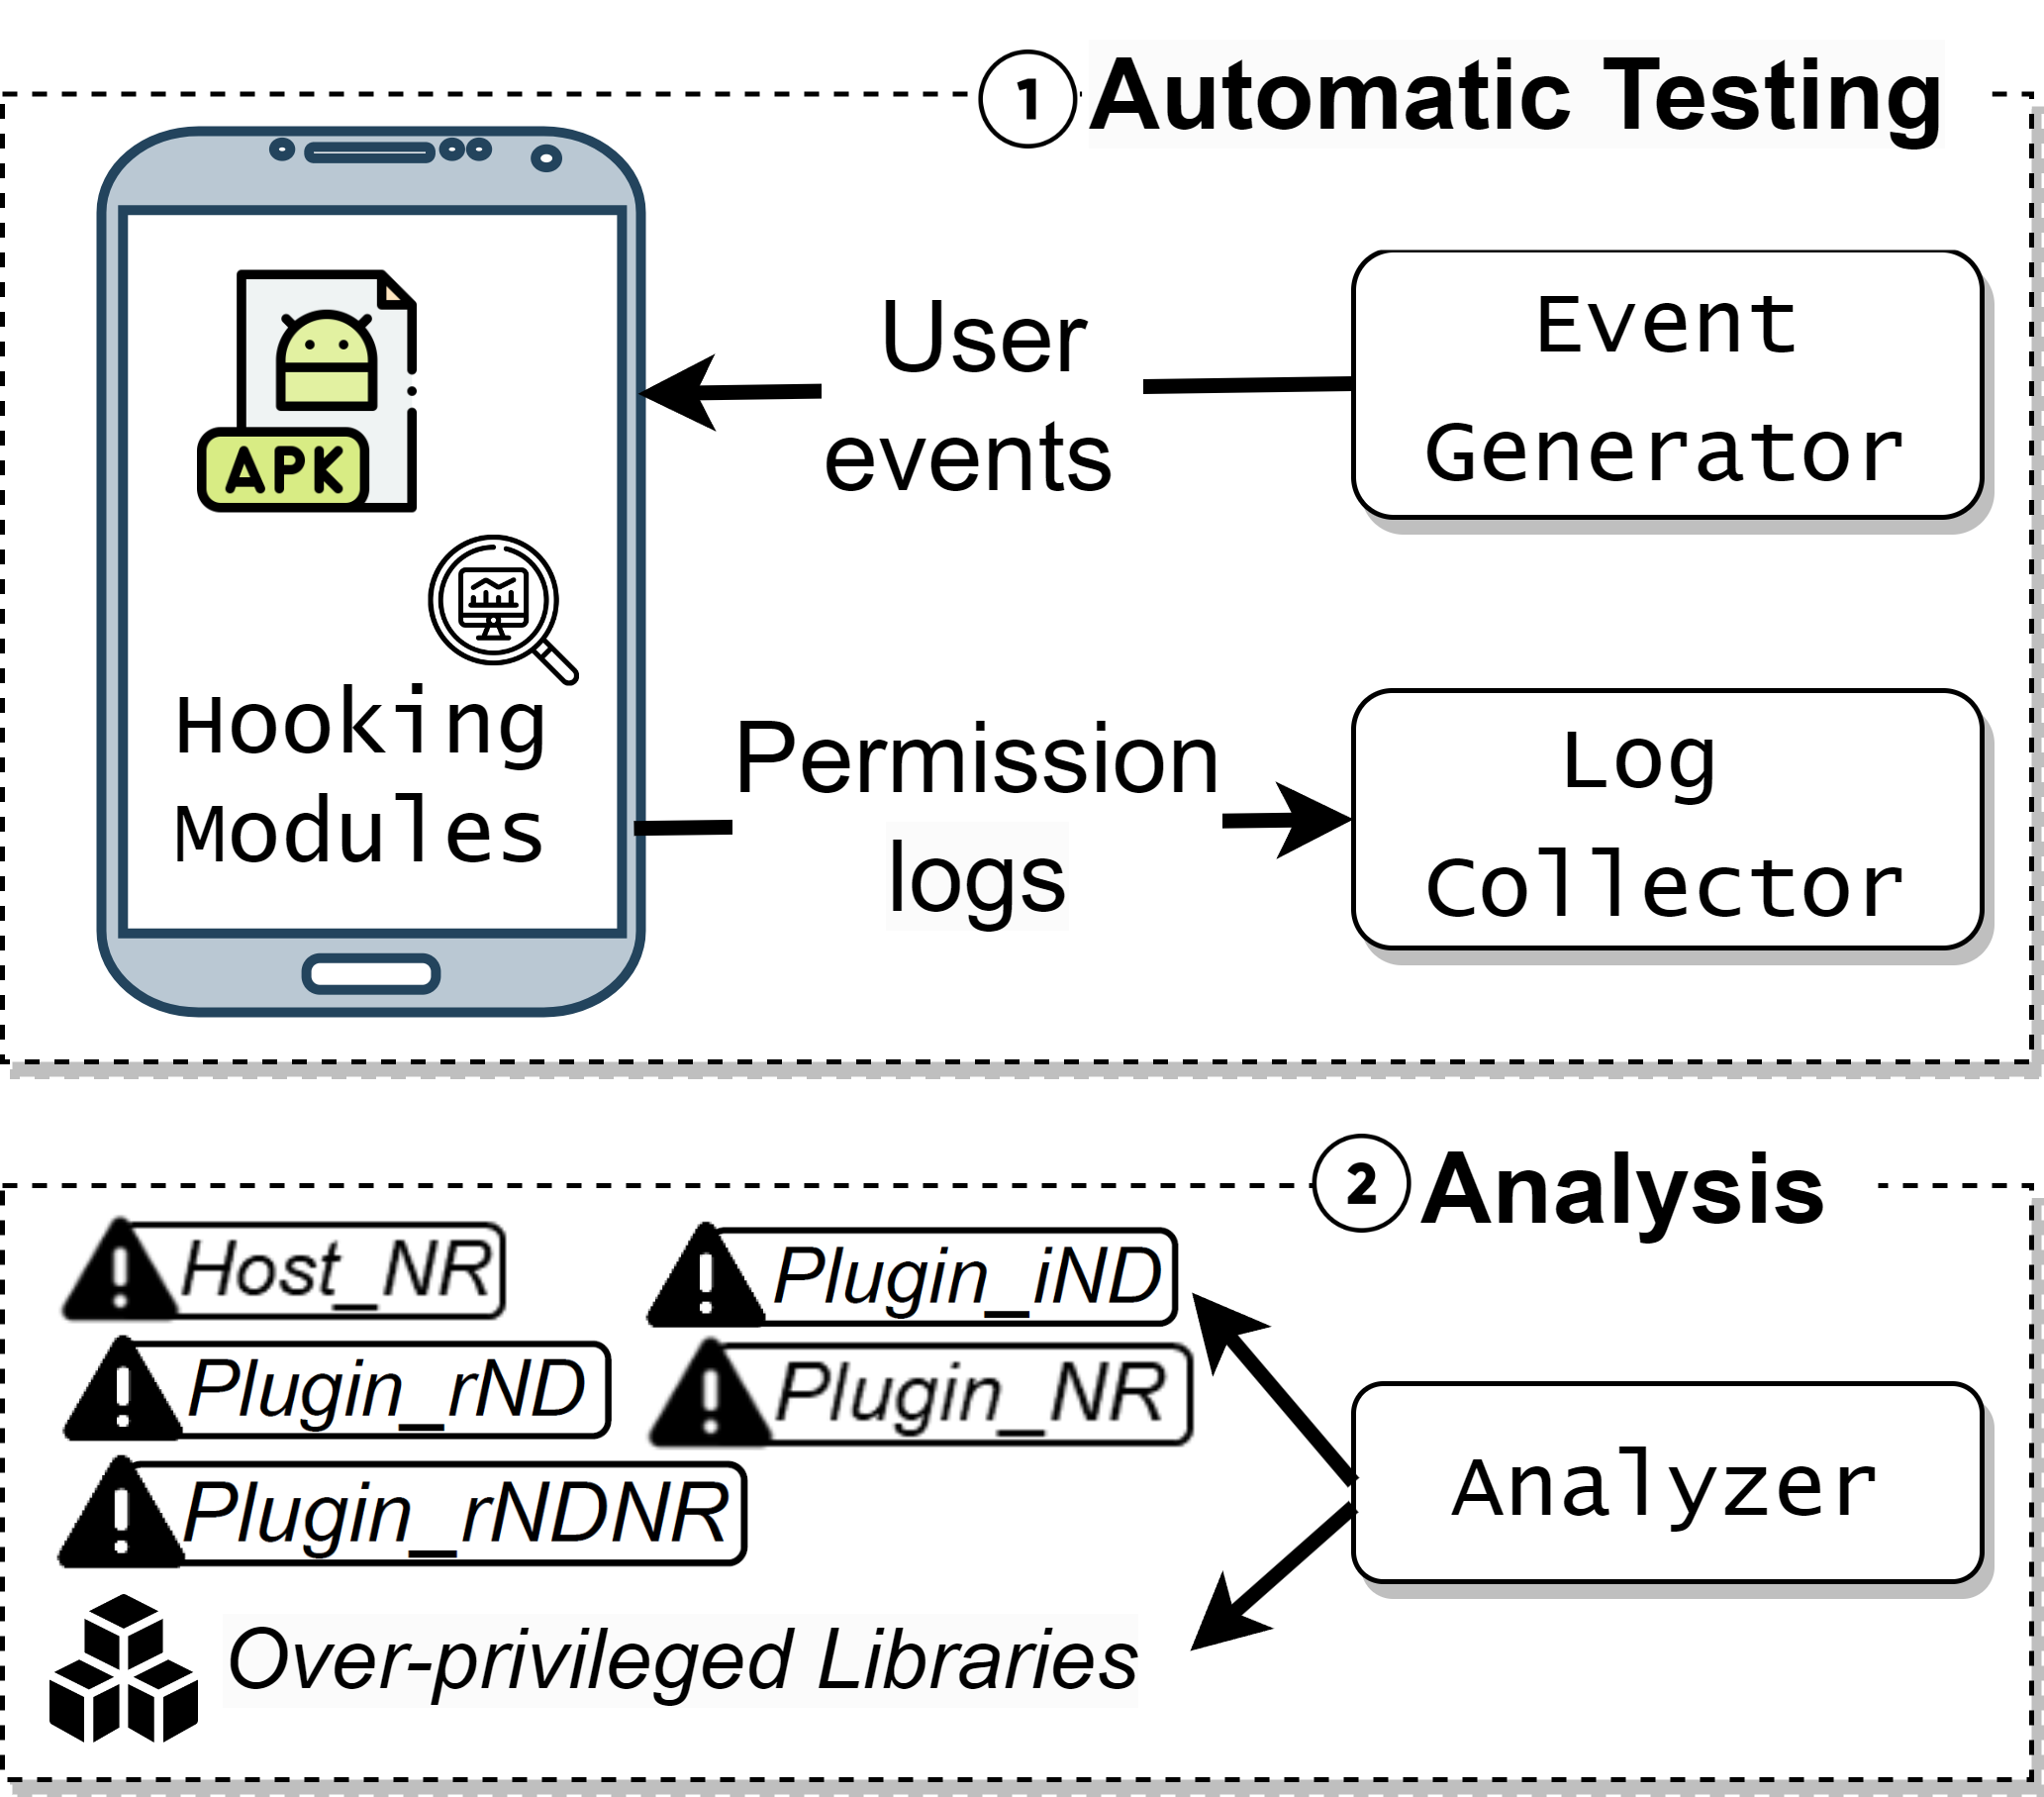 1 Automatic Testing
APK
Hooking
Modules
User
events
Event
Generator
Permission
logs
Log
Collector
2 Analysis
Host_NR
Plugin_iND
Plugin_rND
Plugin_NR
Plugin_rNDNR
Over-privileged Libraries
Analyzer